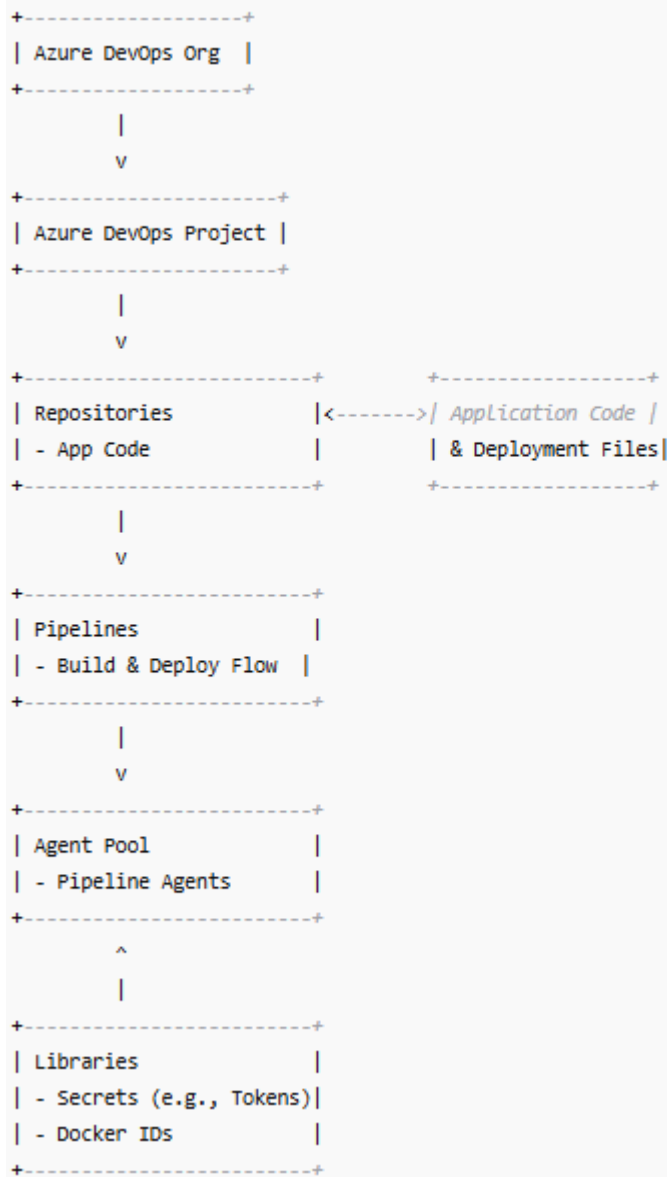 +-------------------+
| Azure DevOps Org  |
+-------------------+
         |
         v
+----------------------+
| Azure DevOps Project |
+----------------------+
         |
         v
+-------------------------+         +------------------+
| Repositories            |<------->| Application Code |
| - App Code              |         | & Deployment Files|
+-------------------------+         +------------------+
         |
         v
+-------------------------+
| Pipelines               |
| - Build & Deploy Flow  |
+-------------------------+
         |
         v
+-------------------------+
| Agent Pool              |
| - Pipeline Agents       |
+-------------------------+
         ^
         |
+-------------------------+
| Libraries               |
| - Secrets (e.g., Tokens)|
| - Docker IDs            |
+-------------------------+